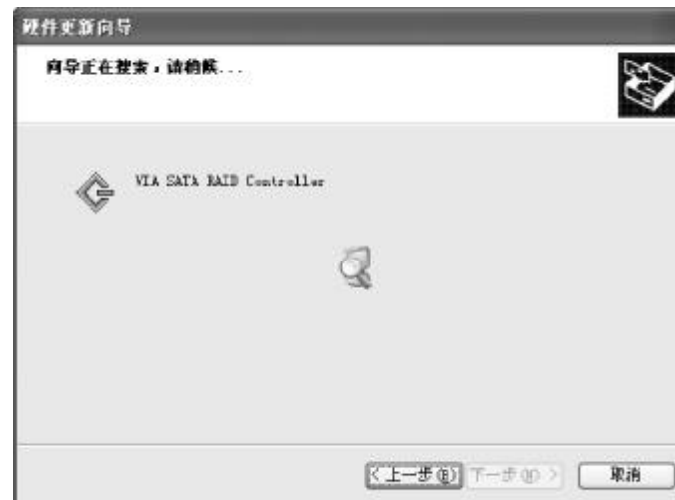 硬件更新向导
向导正在搜索，请稍候...
VIA SATA RAID Controller
< 上一步(B)
下一步(N) >
取消